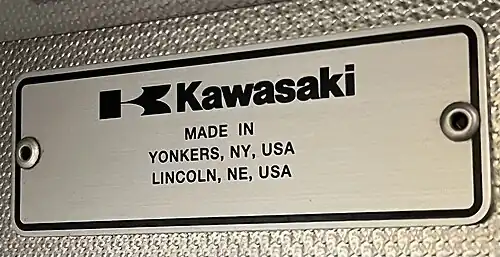 Kawasaki
MADE IN
YONKERS, NY, USA
LINCOLN, NE, USA